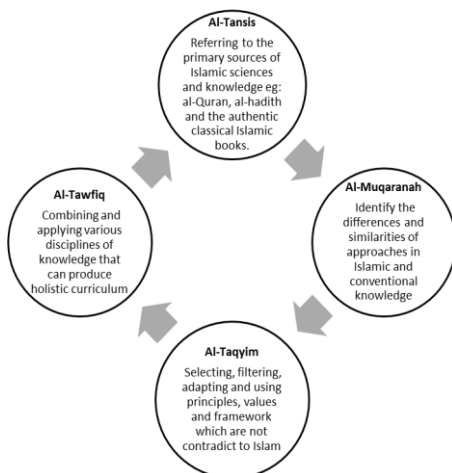 Al-Tansis
Referring to the
primary sources of
Islamic sciences
and knowledge eg:
al-Quran, al-hadith
and the authentic
classical Islamic
books.
Al-Muqaranah
Identify the
differences and
similarities of
approaches in
Islamic and
conventional
knowledge
Al-Taqyim
Selecting, filtering,
adapting and using
principles, values
and framework
which are not
contradict to Islam
Al-Tawfiq
Combining and
applying various
disciplines of
knowledge that
can produce
holistic curriculum